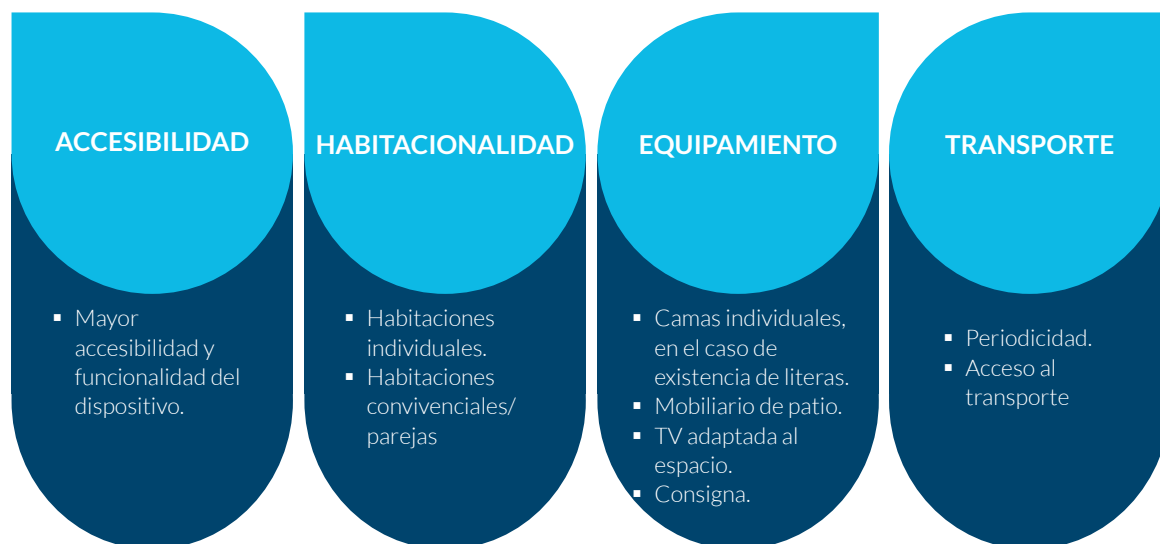 ACCESIBILIDAD
▪ Mayor
accesibilidad y
funcionalidad del
dispositivo.
HABITACIONALIDAD
▪ Habitaciones
individuales.
▪ Habitaciones
convivenciales/
parejas
EQUIPAMIENTO
▪ Camas individuales,
en el caso de
existencia de literas.
▪ Mobiliario de patio.
▪ TV adaptada al
espacio.
▪ Consigna.
TRANSPORTE
▪ Periodicidad.
▪ Acceso al
transporte